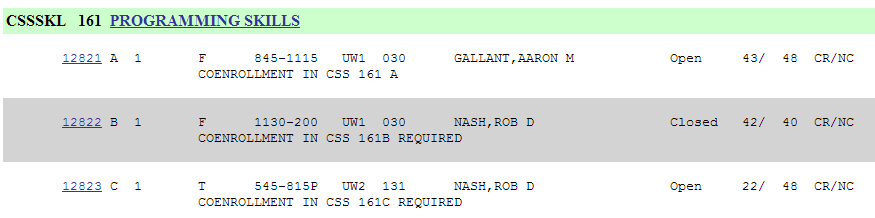 CSSSKL 161 PROGRAMMING SKILLS
12821 A 1 F 845-1115 UW1 030 GALLANT,AARON M Open 43/ 48 CR/NC
COENROLLMENT IN CSS 161 A
12822 B 1 F 1130-200 UW1 030 NASH,ROB D Closed 42/ 40 CR/NC
COENROLLMENT IN CSS 161B REQUIRED
12823 C 1 T 545-815P UW2 131 NASH,ROB D Open 22/ 48 CR/NC
COENROLLMENT IN CSS 161C REQUIRED